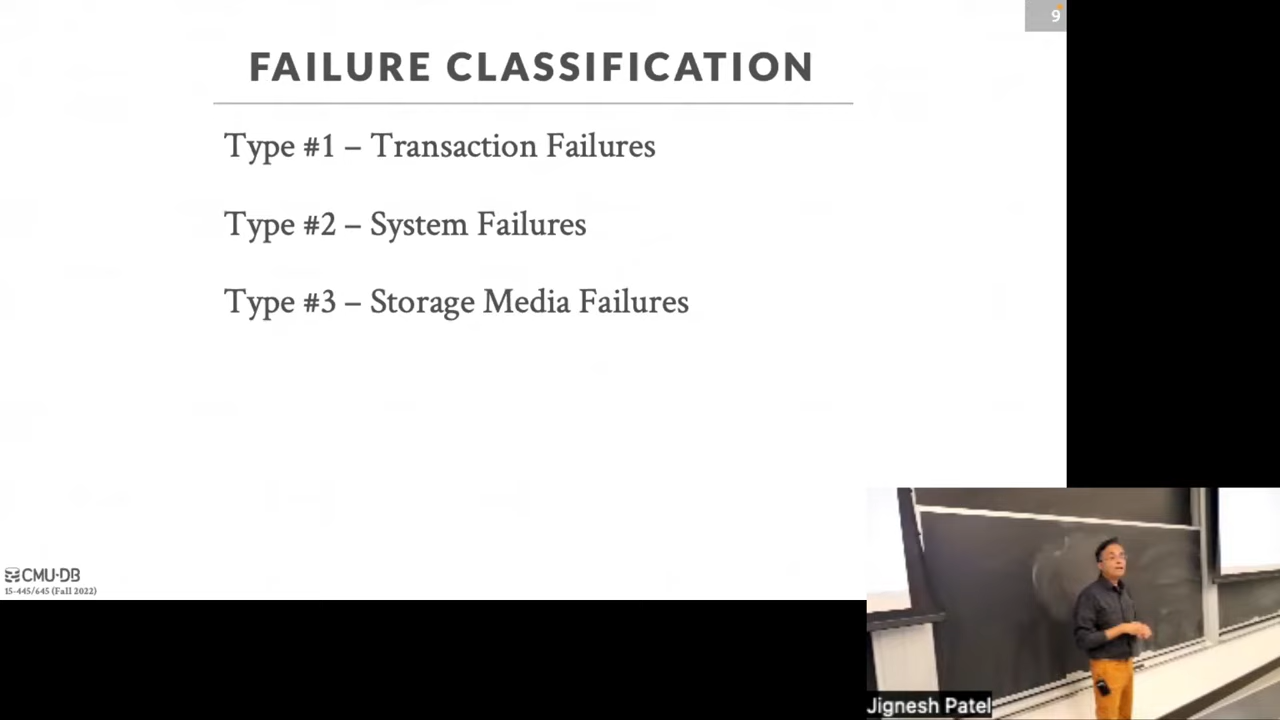 9
FAILURE CLASSIFICATION
Type #1 – Transaction Failures
Type #2 – System Failures
Type #3 – Storage Media Failures
CMU·DB
15-445/645 (Fall 2022)
Jignesh Patel